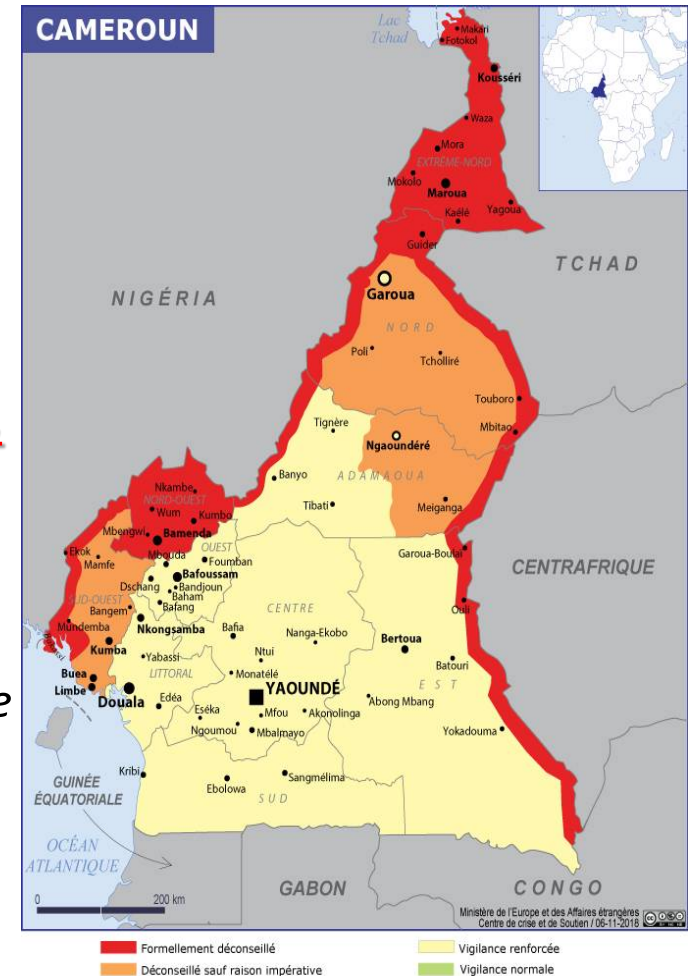 CAMEROUN
Lac
Tchad
Makari
Fotokol
Kousséri
Waza
Mora
EXTRÊME-NORD
Mokolo
Maroua
Kaélé
Yagoua
Guider
TCHAD
NIGÉRIA
Garoua
NORD
Poli
Tcholliré
Touboro
Mbitao
Tignère
Ngaoundéré
ADAMAOUA
Banyo
Tibati
Meiganga
Nkambe
NORD-OUEST
Wum
Kumbo
Mbengwi
Bamenda
Garoua-Boulaï
CENTRAFRIQUE
Ekok
Mamfe
Mbouda
OUEST
Foumban
Dschang
Bafoussam
Bandjoun
Baham
Bafang
SUD-OUEST
Bangem
Mundemba
Ouli
CENTRE
Nkongsamba
Bafia
Nanga-Ekobo
Bertoua
Kumba
Yabassi
Ntui
Batouri
EST
LITTORAL
Monatélé
Buea
Limbe
Douala
Edéa
YAOUNDÉ
Abong Mbang
Eséka
Mfou
Akonolinga
Ngoumou
Mbalmayo
Yokadouma
e
Kribi
Ebolowa
Sangmélima
SUD
GUINÉE
ÉQUATORIALE
OCÉAN
ATLANTIQUE
GABON
CONGO
0 200 km
Ministère de l'Europe et des Affaires étrangères
Centre de crise et de Soutien / 06-11-2018
Formellement déconseillé
Vigilance renforcée
Déconseillé sauf raison impérative
Vigilance normale